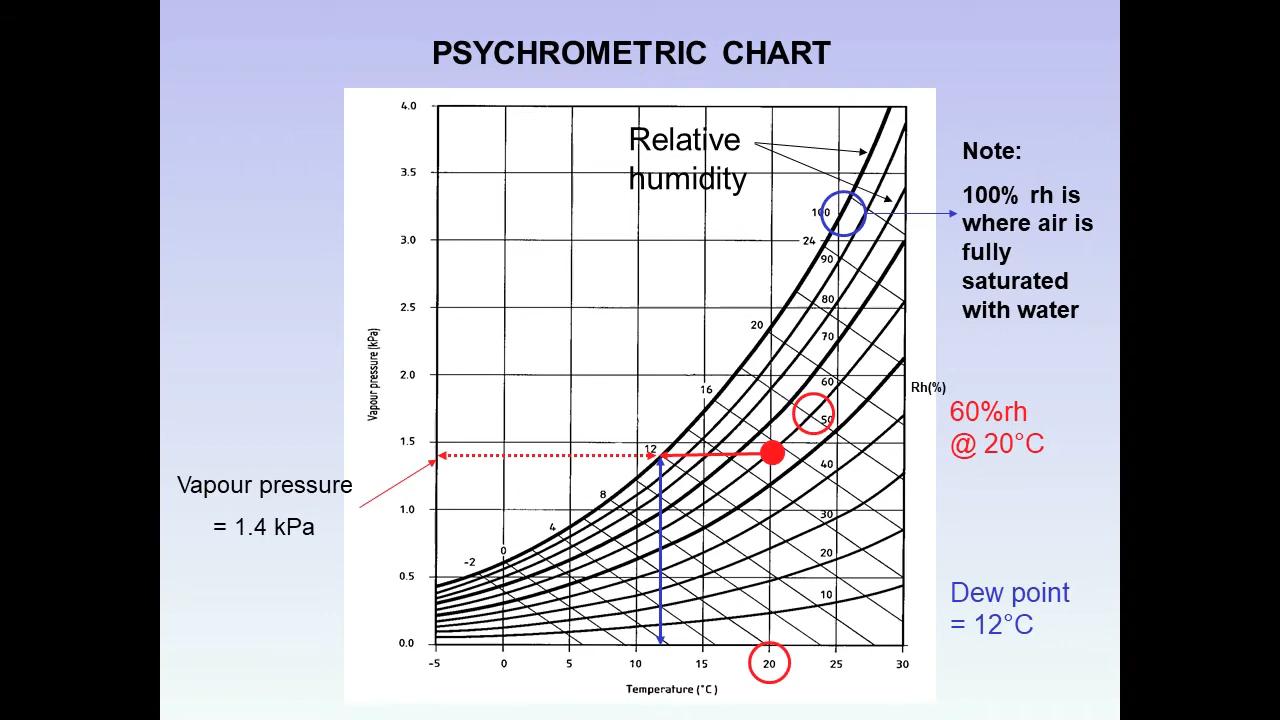 PSYCHROMETRIC CHART
4.0
3.5
3.0
2.5
2.0
1.5
1.0
0.5
0.0
Vapour pressure (kPa)
-5
0
5
10
15
20
25
30
Temperature (°C)
Relative
humidity
100
90
80
70
60
50
40
30
20
10
24
20
16
12
8
4
0
-2
Rh(%)
Note:
100% rh is
where air is
fully
saturated
with water
60%rh
@ 20°C
Vapour pressure
= 1.4 kPa
Dew point
= 12°C